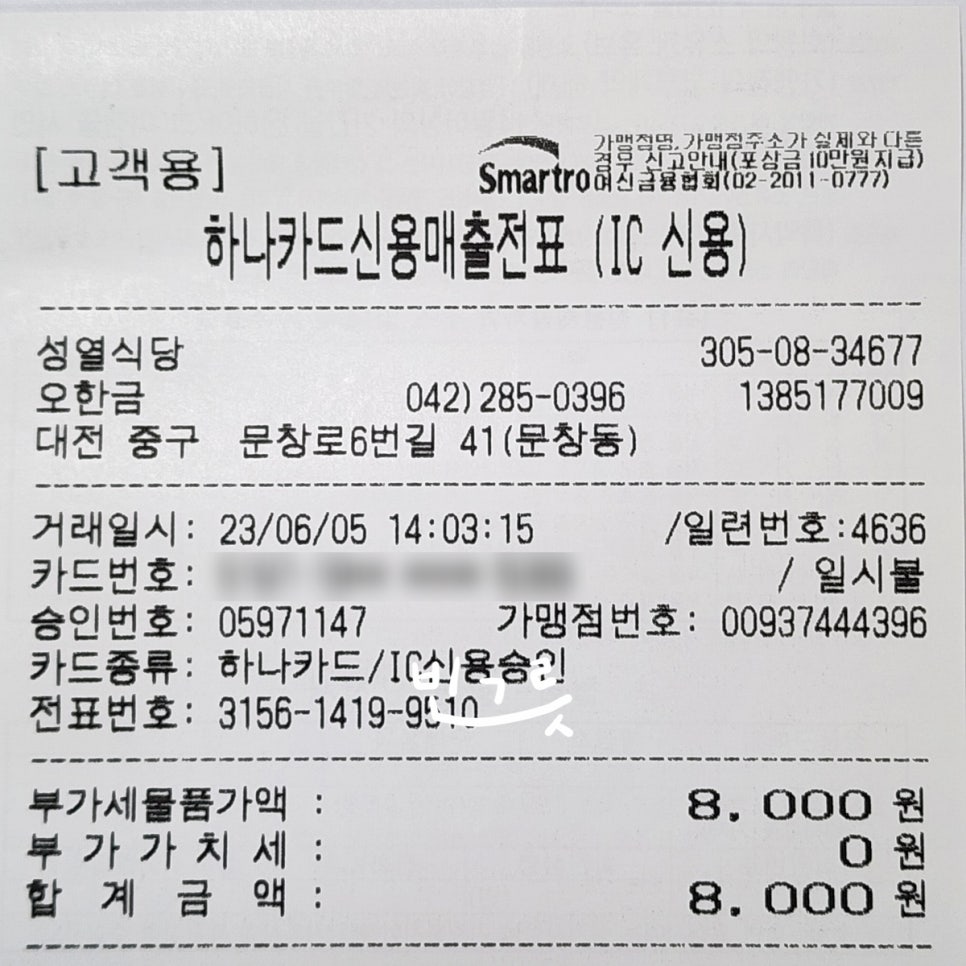 [고객용]
Smartro
가맹점명, 가맹점주소가 실제와 다른
경우 신고안내(포상금 10만원 지급)
여신금융협회(02-2011-0777)
하나카드신용매출전표 (IC 신용)
성열식당 305-08-34677
오한금 042)285-0396 1385177009
대전 중구 문창로6번길 41(문창동)
거래일시: 23/06/05 14:03:15 /일련번호:4636
카드번호: / 일시불
승인번호: 05971147 가맹점번호: 00937444396
카드종류: 하나카드/IC신용승인
전표번호: 3156-1419-9510
빈그릇
부가세물품가액 : 8,000 원
부 가 가 치 세 : 0 원
합 계 금 액 : 8,000 원